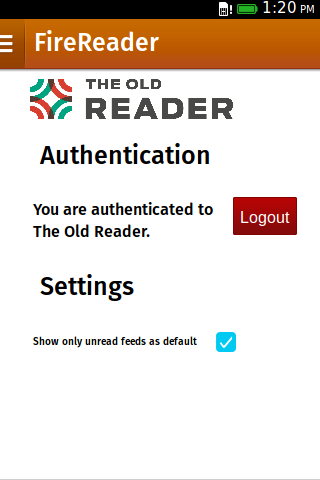 1:20 PM
FireReader
THE OLD
READER
Authentication
You are authenticated to
The Old Reader.
Logout
Settings
Show only unread feeds as default